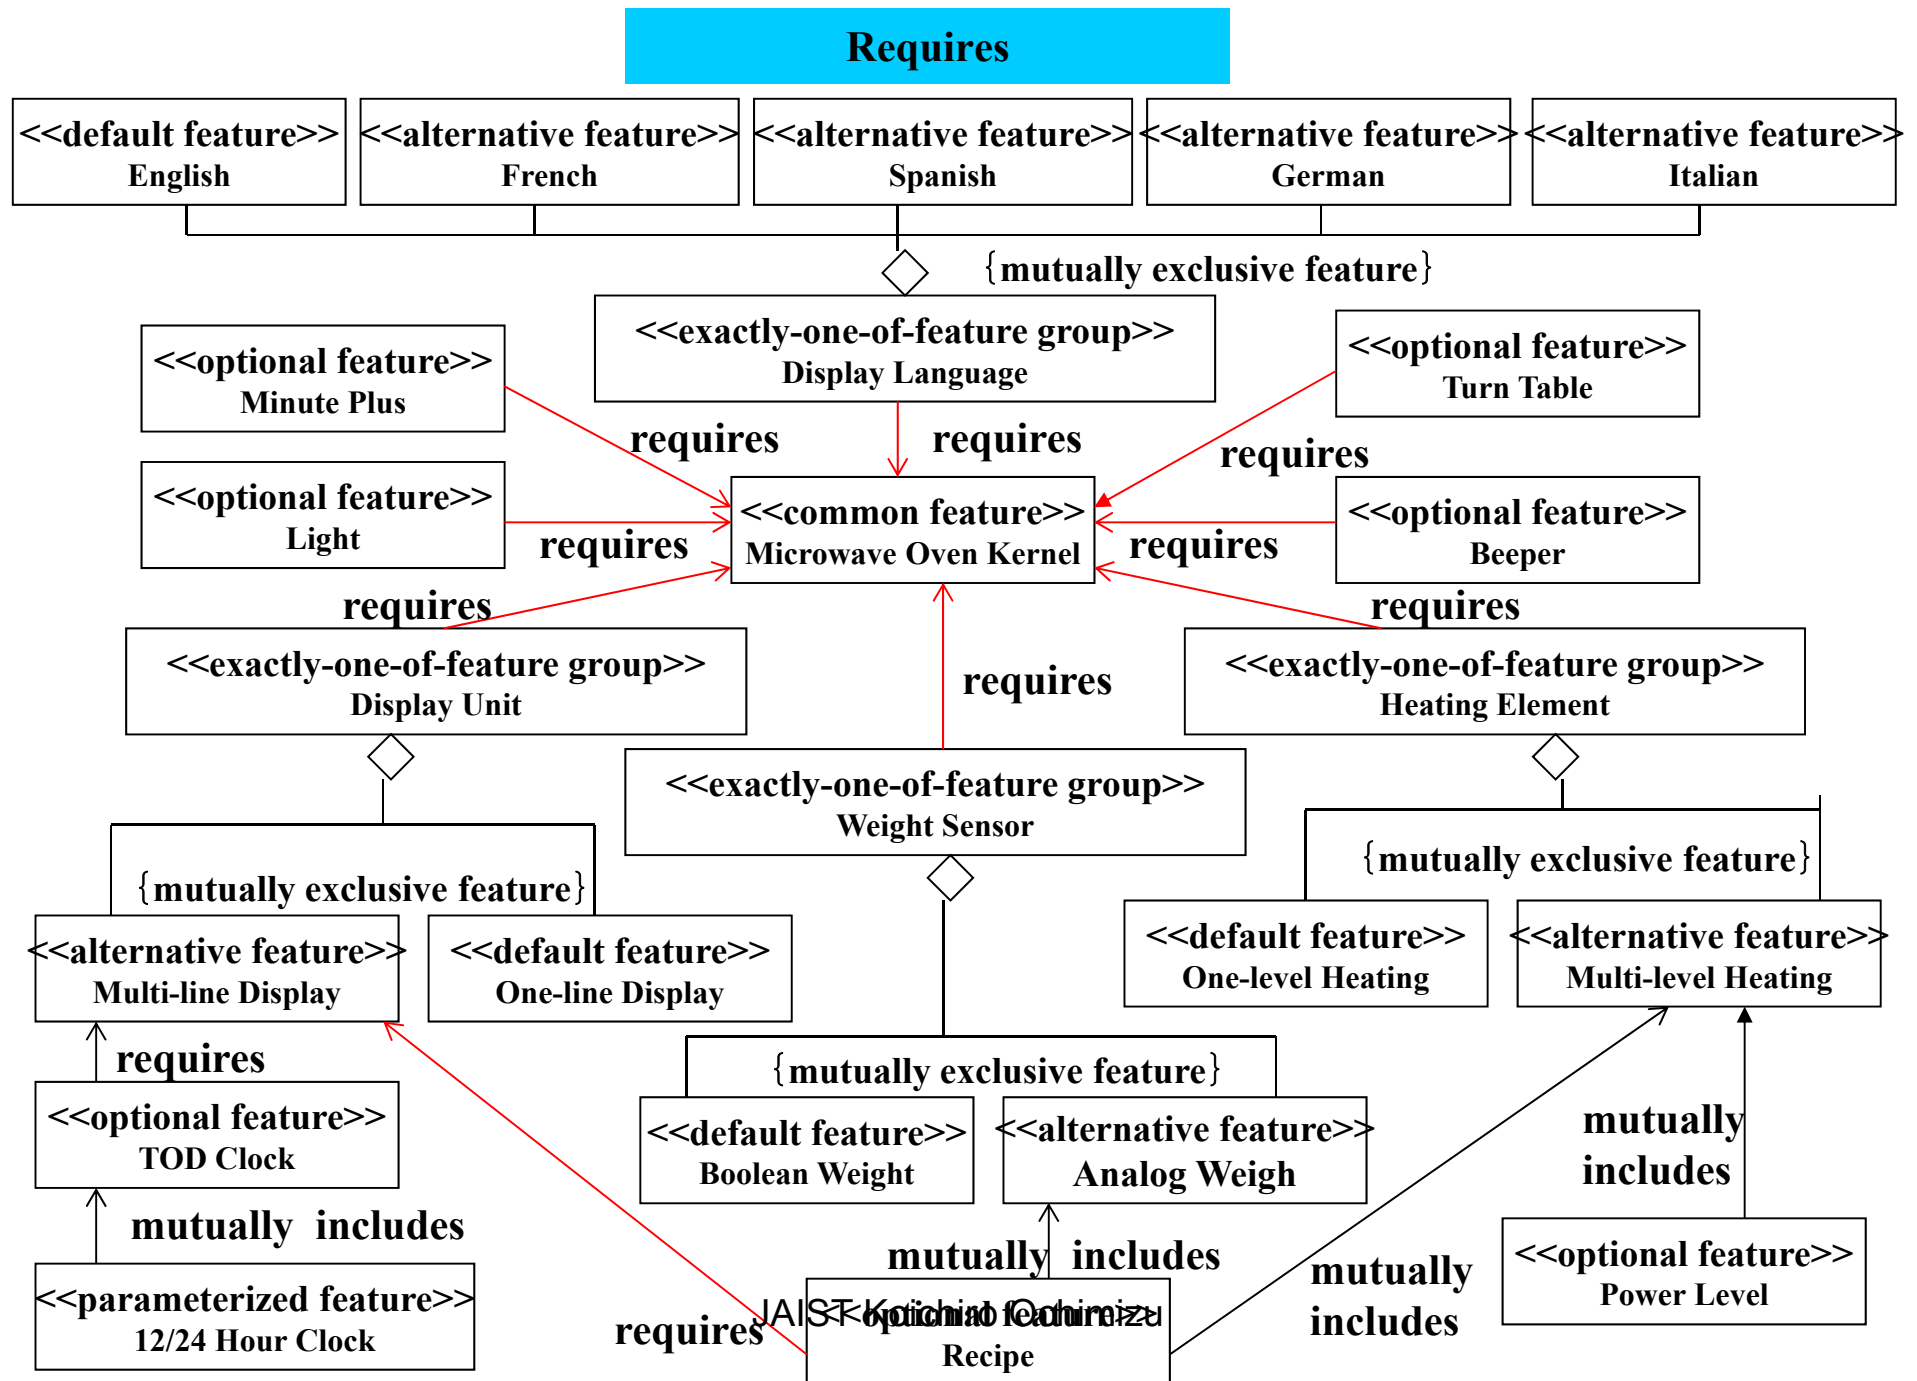 Requires
<<default feature>>
English
<<alternative feature>>
French
<<alternative feature>>
Spanish
<<alternative feature>>
German
<<alternative feature>>
Italian
{mutually exclusive feature}
<<exactly-one-of-feature group>>
Display Language
<<optional feature>>
Minute Plus
<<optional feature>>
Turn Table
requires
requires
requires
<<optional feature>>
Light
<<common feature>>
Microwave Oven Kernel
<<optional feature>>
Beeper
requires
requires
requires
requires
<<exactly-one-of-feature group>>
Display Unit
requires
<<exactly-one-of-feature group>>
Heating Element
<<exactly-one-of-feature group>>
Weight Sensor
{mutually exclusive feature}
{mutually exclusive feature}
<<alternative feature>>
Multi-line Display
<<default feature>>
One-line Display
<<default feature>>
One-level Heating
<<alternative feature>>
Multi-level Heating
requires
{mutually exclusive feature}
<<optional feature>>
TOD Clock
<<default feature>>
Boolean Weight
<<alternative feature>>
Analog Weigh
mutually
includes
mutually includes
mutually includes
mutually
includes
<<optional feature>>
Power Level
<<parameterized feature>>
12/24 Hour Clock
requires
<<optional feature>>
Recipe
JAIST Koichiro Ochimizu